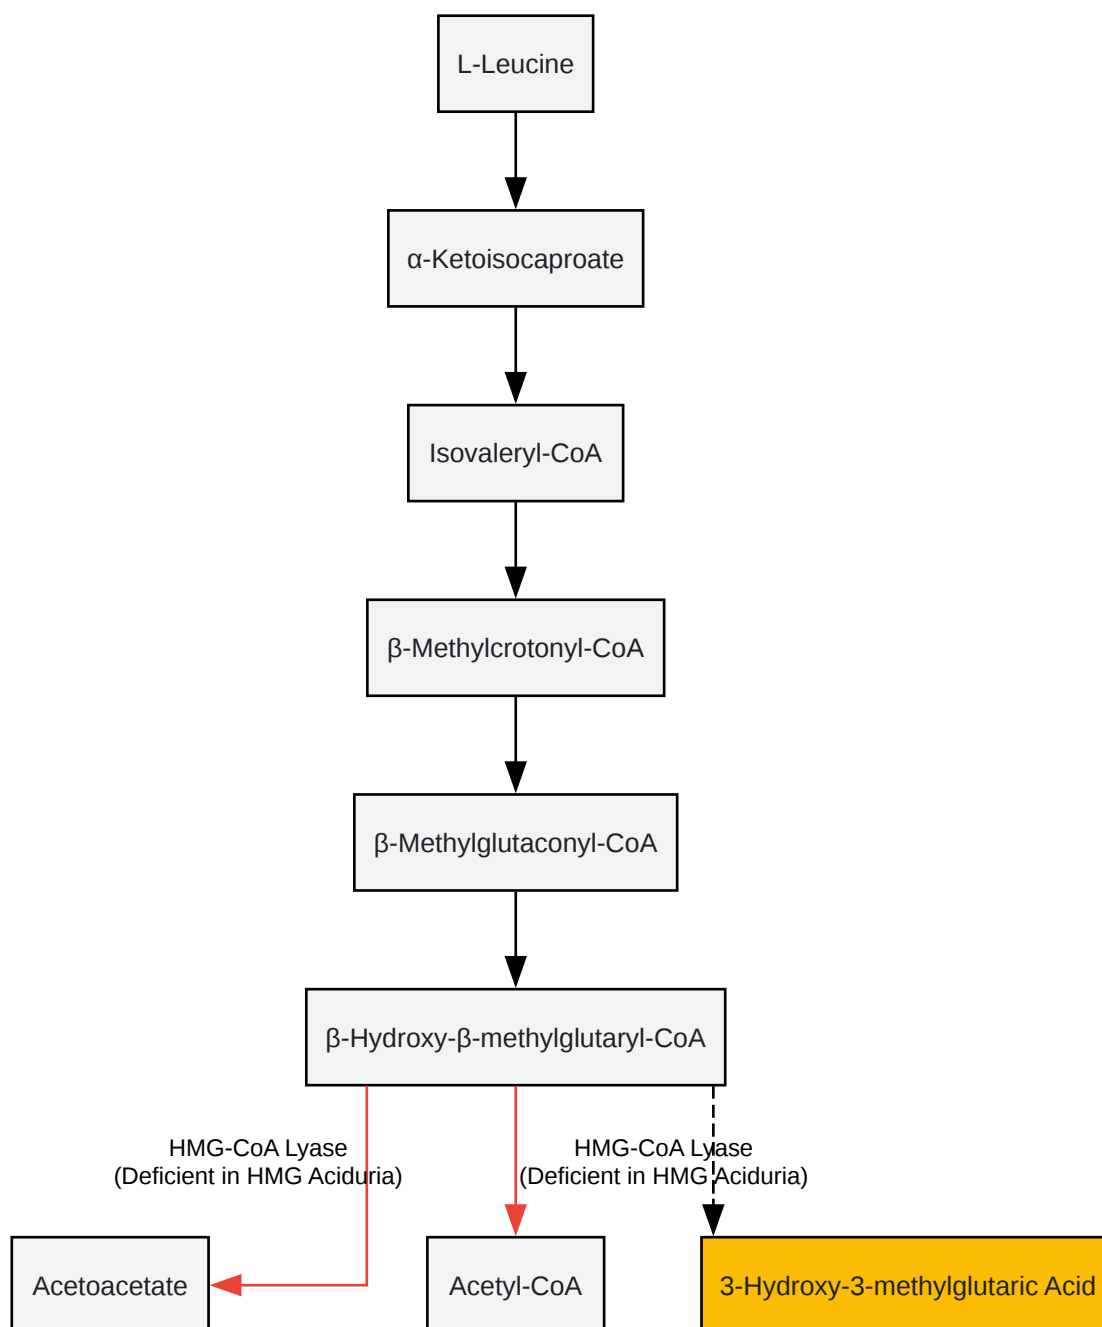 L-Leucine
α-Ketoisocaproate
Isovaleryl-CoA
β-Methylcrotonyl-CoA
β-Methylglutaconyl-CoA
β-Hydroxy-β-methylglutaryl-CoA
HMG-CoA Lyase
(Deficient in HMG Aciduria)
HMG-CoA Lyase
(Deficient in HMG Aciduria)
Acetoacetate
Acetyl-CoA
3-Hydroxy-3-methylglutaric Acid